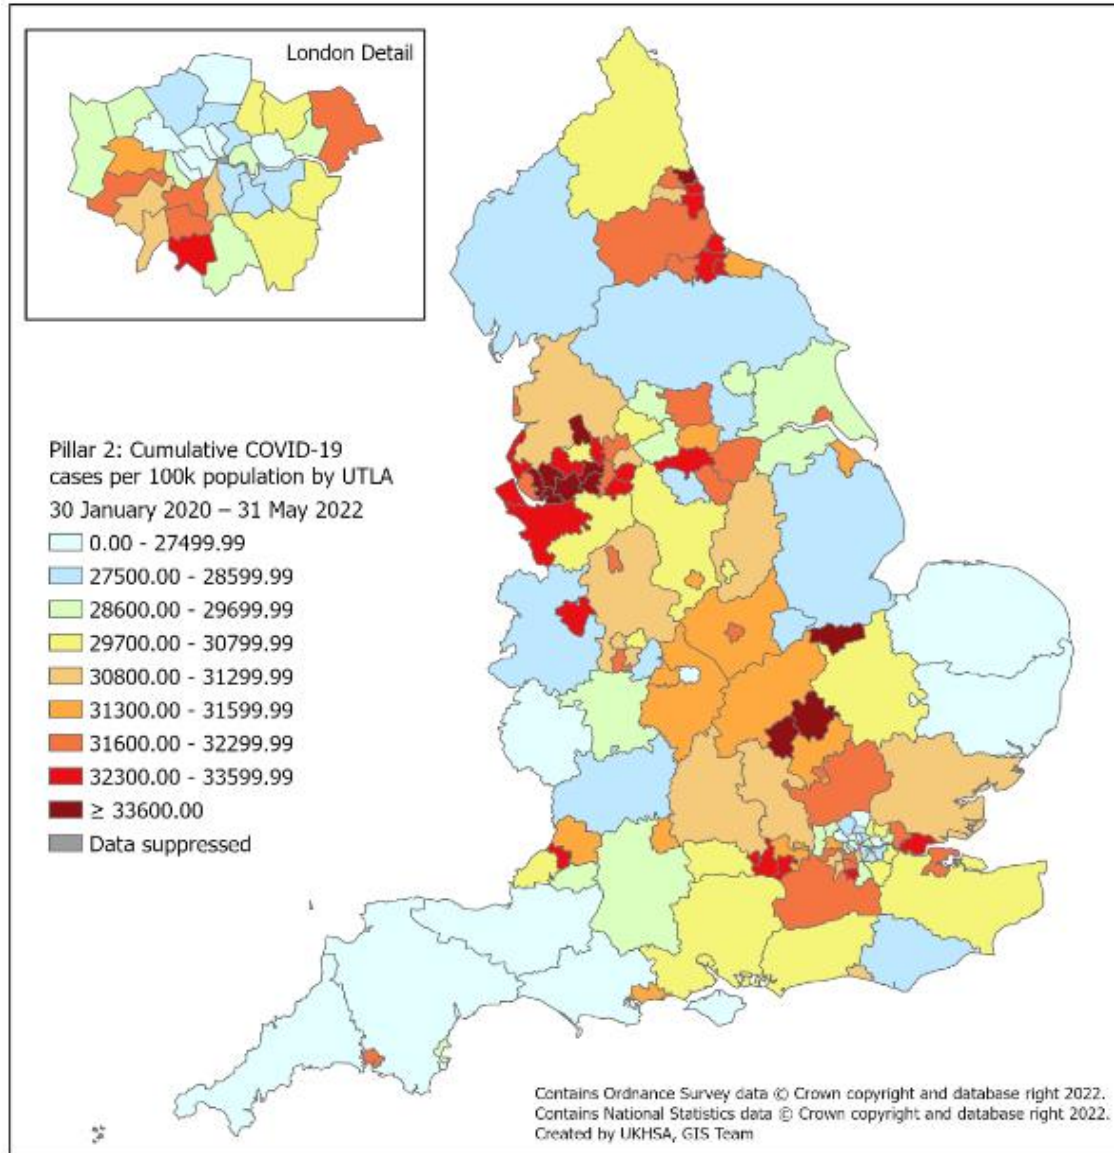 London Detail
Pillar 2: Cumulative COVID-19
cases per 100k population by UTLA
30 January 2020 – 31 May 2022
0.00 - 27499.99
27500.00 - 28599.99
28600.00 - 29699.99
29700.00 - 30799.99
30800.00 - 31299.99
31300.00 - 31599.99
31600.00 - 32299.99
32300.00 - 33599.99
≥ 33600.00
Data suppressed
Contains Ordnance Survey data © Crown copyright and database right 2022.
Contains National Statistics data © Crown copyright and database right 2022.
Created by UKHSA, GIS Team